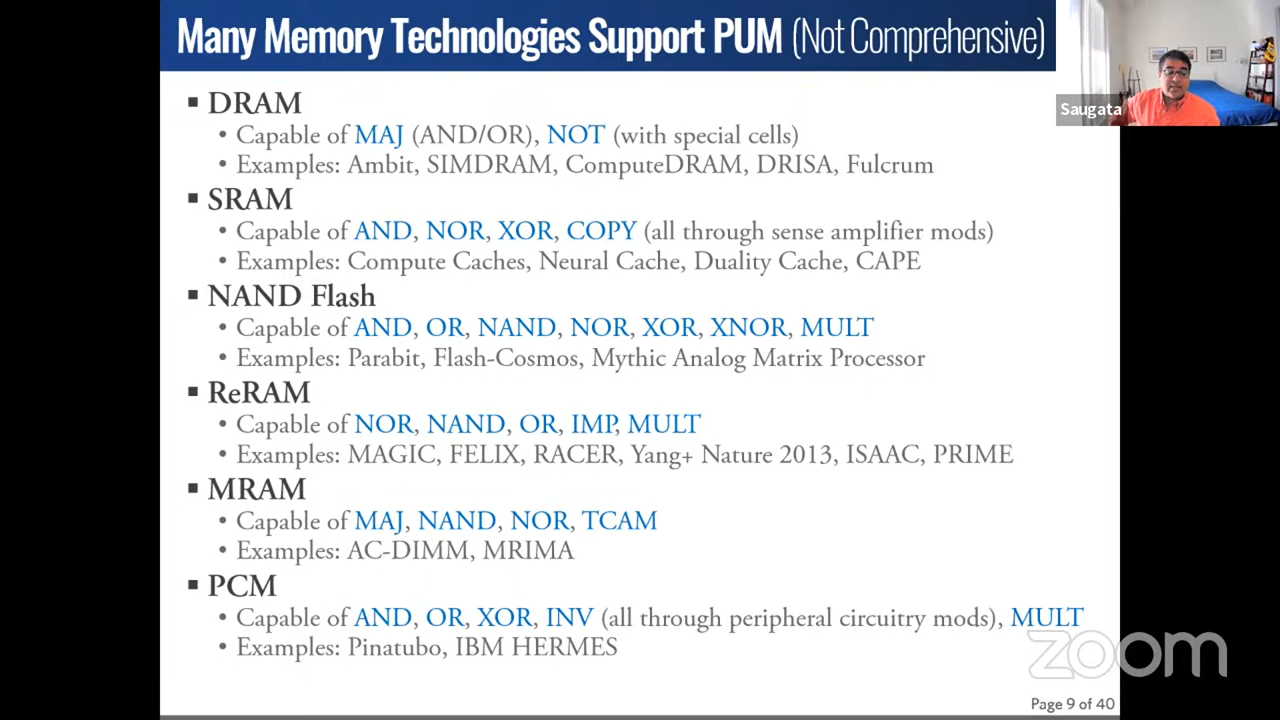 Many Memory Technologies Support PUM (Not Comprehensive)
Saugata
▪ DRAM
• Capable of MAJ (AND/OR), NOT (with special cells)
• Examples: Ambit, SIMDRAM, ComputeDRAM, DRISA, Fulcrum
▪ SRAM
• Capable of AND, NOR, XOR, COPY (all through sense amplifier mods)
• Examples: Compute Caches, Neural Cache, Duality Cache, CAPE
▪ NAND Flash
• Capable of AND, OR, NAND, NOR, XOR, XNOR, MULT
• Examples: Parabit, Flash-Cosmos, Mythic Analog Matrix Processor
▪ ReRAM
• Capable of NOR, NAND, OR, IMP, MULT
• Examples: MAGIC, FELIX, RACER, Yang+ Nature 2013, ISAAC, PRIME
▪ MRAM
• Capable of MAJ, NAND, NOR, TCAM
• Examples: AC-DIMM, MRIMA
▪ PCM
• Capable of AND, OR, XOR, INV (all through peripheral circuitry mods), MULT
• Examples: Pinatubo, IBM HERMES
zoom
Page 9 of 40